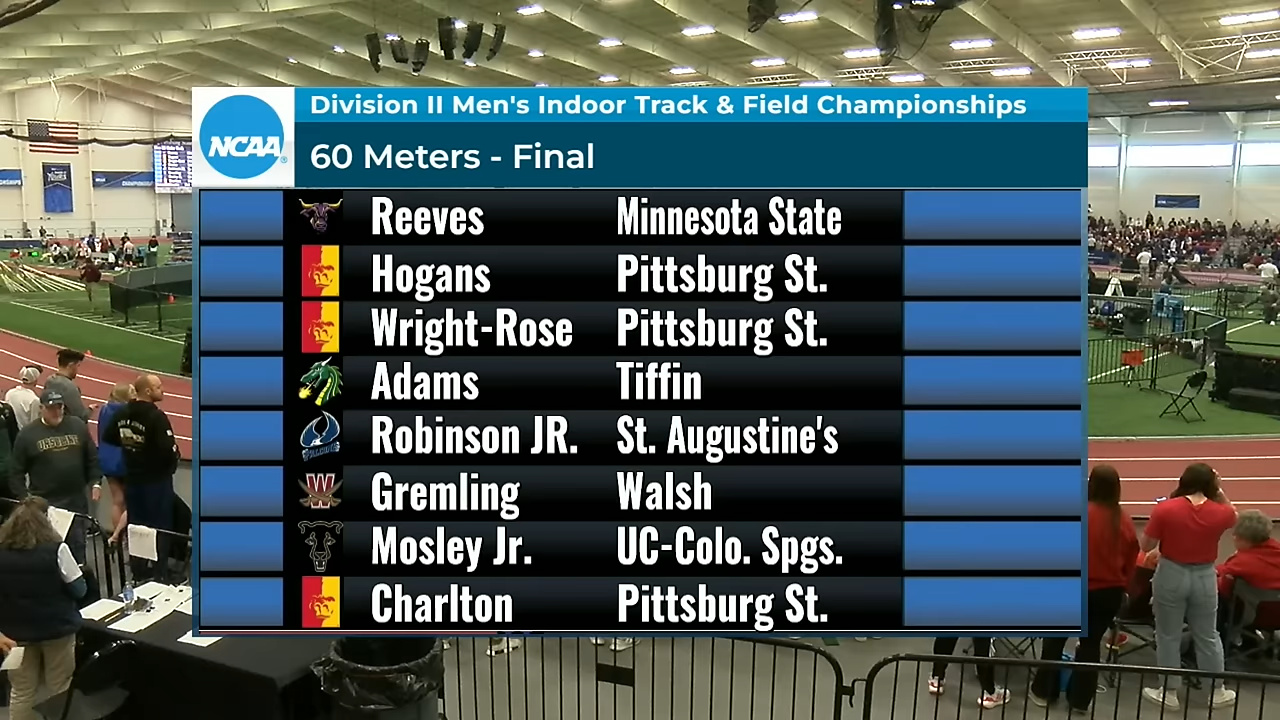 Division II Men's Indoor Track & Field Championships
NCAA
60 Meters - Final
Reeves Minnesota State
Hogans Pittsburg St.
Wright-Rose Pittsburg St.
Adams Tiffin
Robinson JR. St. Augustine's
Gremling Walsh
Mosley Jr. UC-Colo. Spgs.
Charlton Pittsburg St.